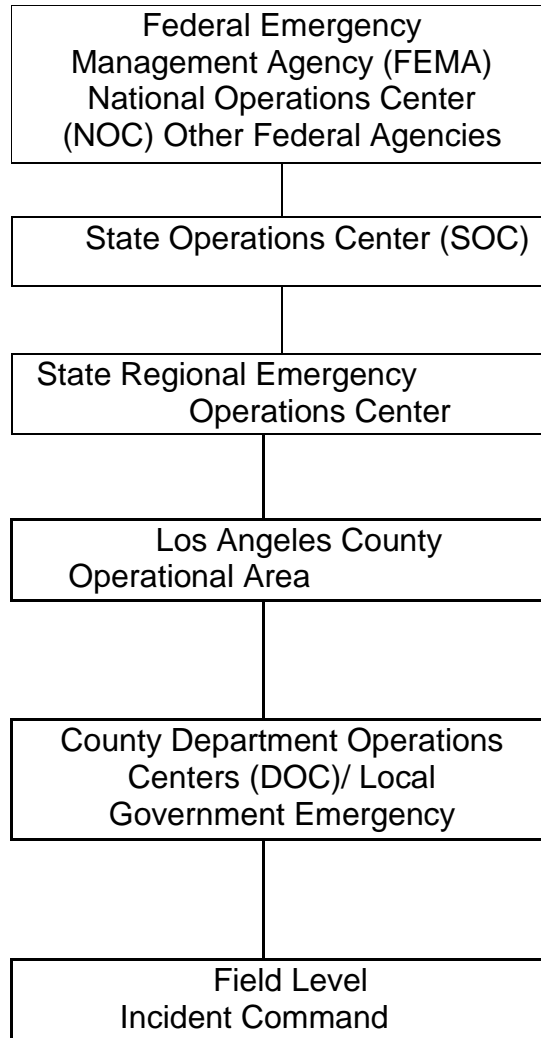 Federal Emergency
Management Agency (FEMA)
National Operations Center
(NOC) Other Federal Agencies
State Operations Center (SOC)
State Regional Emergency
Operations Center
Los Angeles County
Operational Area
County Department Operations
Centers (DOC)/ Local
Government Emergency
Field Level
Incident Command